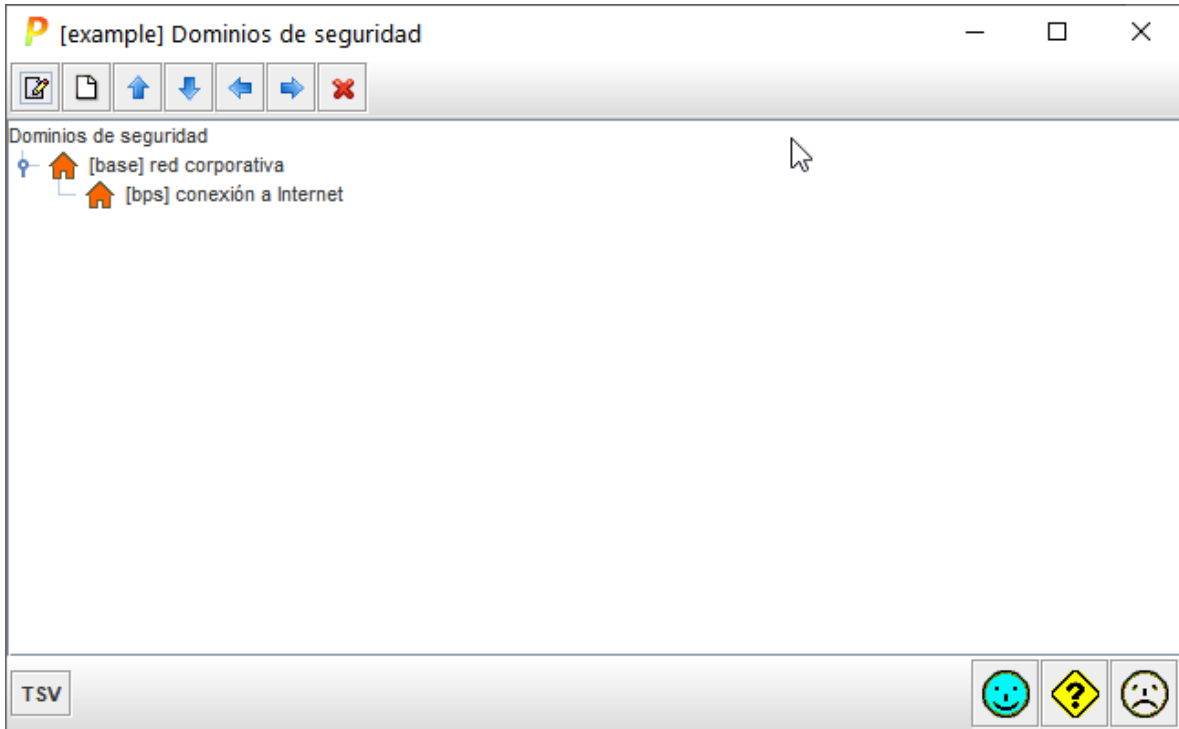 P [example] Dominios de seguridad
Dominios de seguridad
[base] red corporativa
[bps] conexión a Internet
TSV
?